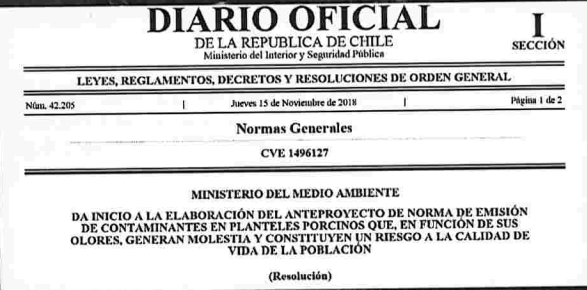 DIARIO OFICIAL
DE LA REPUBLICA DE CHILE
Ministerio del Interior y Seguridad Pública
I
SECCIÓN
LEYES, REGLAMENTOS, DECRETOS Y RESOLUCIONES DE ORDEN GENERAL
Núm. 42.205 | Jueves 15 de Noviembre de 2018 | Página 1 de 2
Normas Generales
CVE 1496127
MINISTERIO DEL MEDIO AMBIENTE
DA INICIO A LA ELABORACIÓN DEL ANTEPROYECTO DE NORMA DE EMISIÓN
DE CONTAMINANTES EN PLANTELES PORCINOS QUE, EN FUNCIÓN DE SUS
OLORES, GENERAN MOLESTIA Y CONSTITUYEN UN RIESGO A LA CALIDAD DE
VIDA DE LA POBLACIÓN
(Resolución)